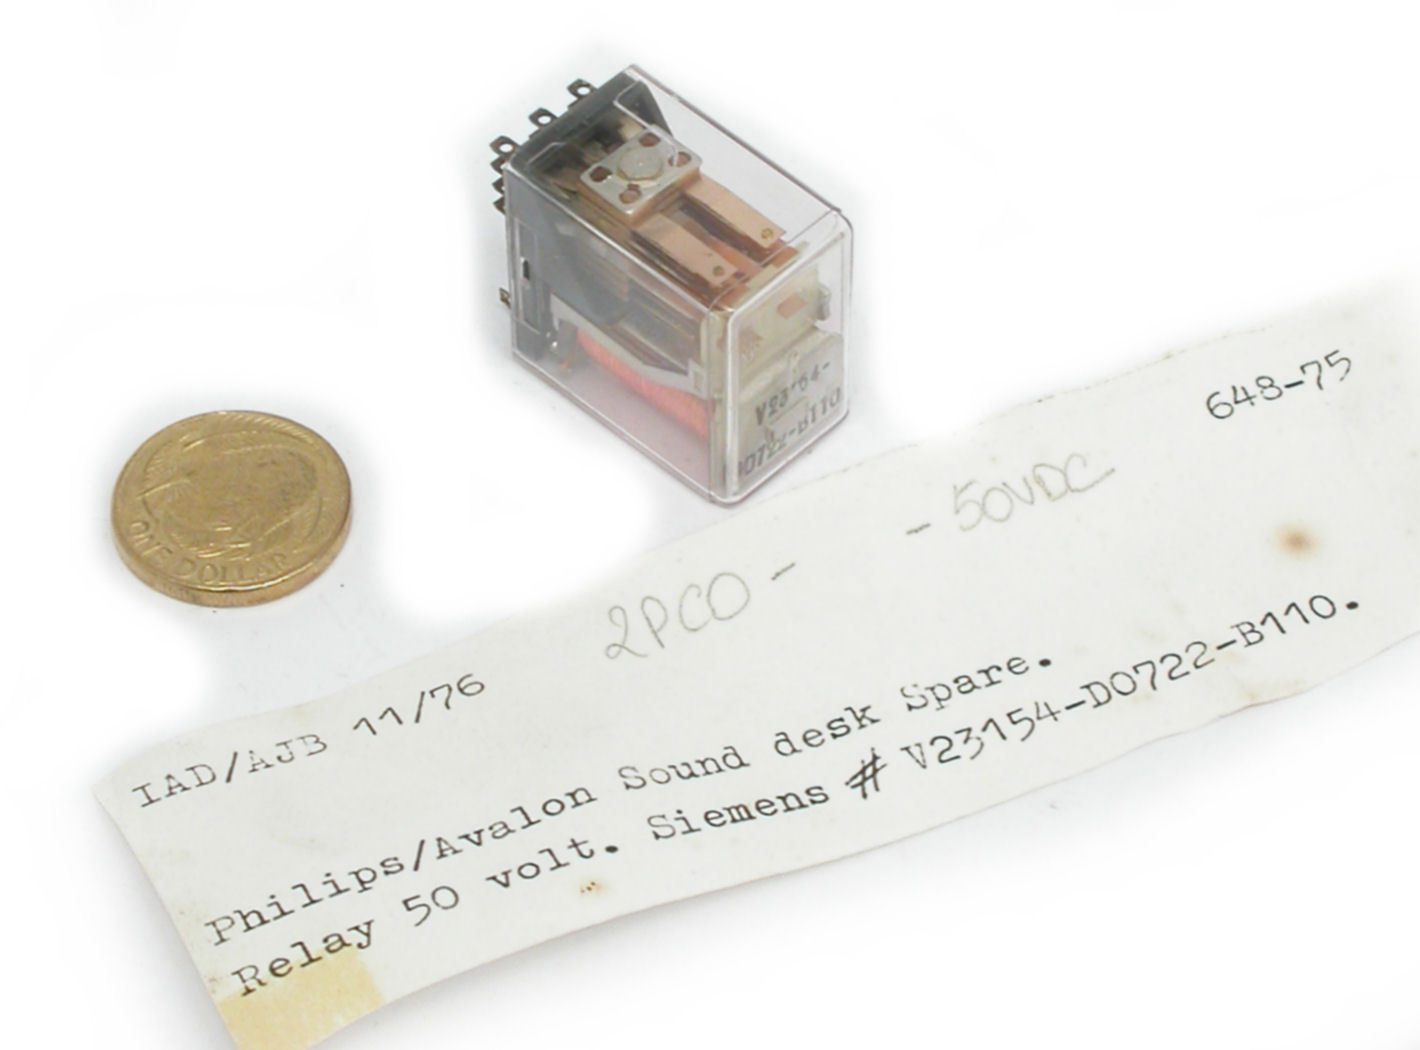 V23154-
D0722-B110
ONE DOLLAR
648-75
2PCO - - 50VDC
IAD/AJB 11/76
Philips/Avalon Sound desk Spare.
Relay 50 volt. Siemens # V23154-D0722-B110.